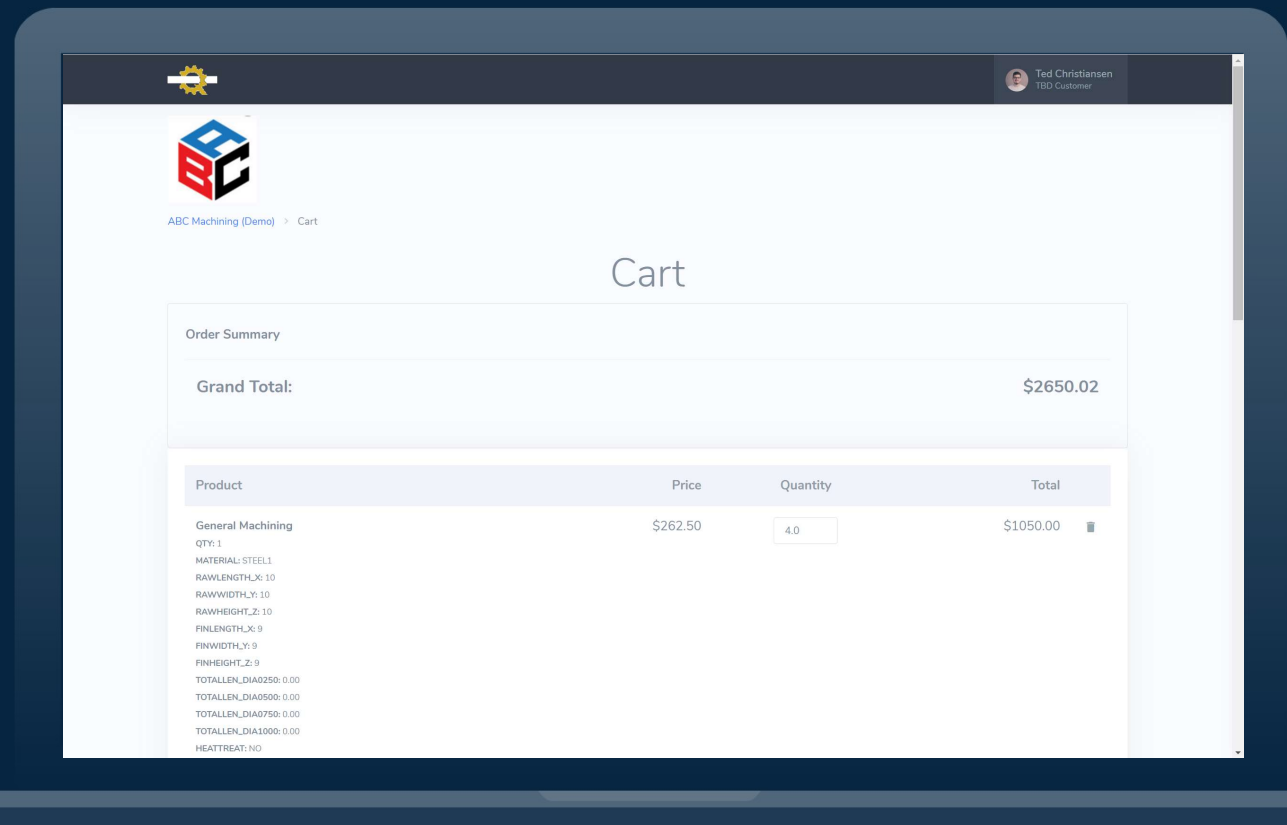 Ted Christiansen
TBD Customer
ABC
ABC Machining (Demo) > Cart
Cart
Order Summary
Grand Total: $2650.02
Product Price Quantity Total
General Machining $262.50 4.0 $1050.00
QTY: 1
MATERIAL: STEEL1
RAWLENGTH_X: 10
RAWWIDTH_Y: 10
RAWHEIGHT_Z: 10
FINLENGTH_X: 9
FINWIDTH_Y: 9
FINHEIGHT_Z: 9
TOTALLEN_DIA0250: 0.00
TOTALLEN_DIA0500: 0.00
TOTALLEN_DIA0750: 0.00
TOTALLEN_DIA1000: 0.00
HEATTREAT: NO